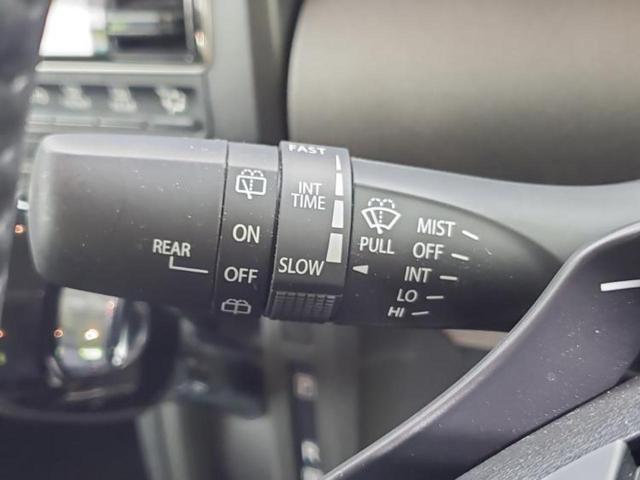 FAST
INT
TIME
SLOW
REAR
ON
OFF
PULL
MIST
OFF
INT
LO
HI
R